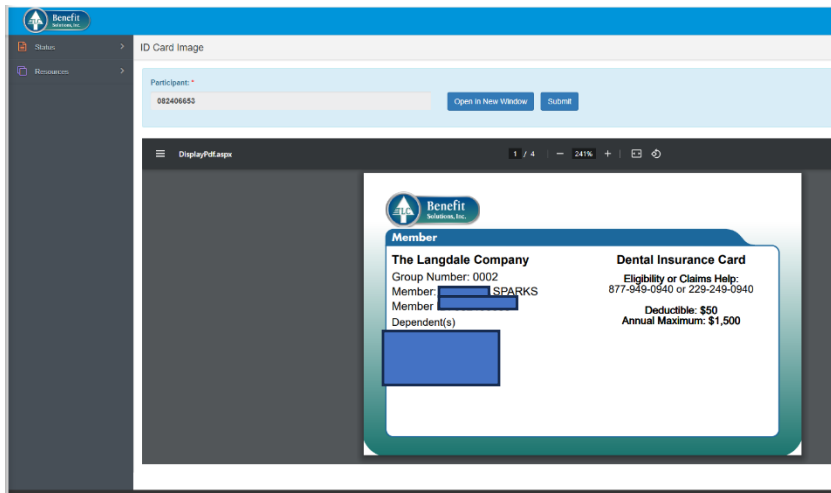 Benefit
Solutions, Inc.
Status
Resources
ID Card Image
Participant: *
082406653
Open in New Window
Submit
DisplayPdf.aspx
1 / 4
241%
TLC
Benefit
Solutions, Inc.
Member
The Langdale Company
Group Number: 0002
Member: SPARKS
Member
Dependent(s)
Dental Insurance Card
Eligibility or Claims Help:
877-949-0940 or 229-249-0940
Deductible: $50
Annual Maximum: $1,500